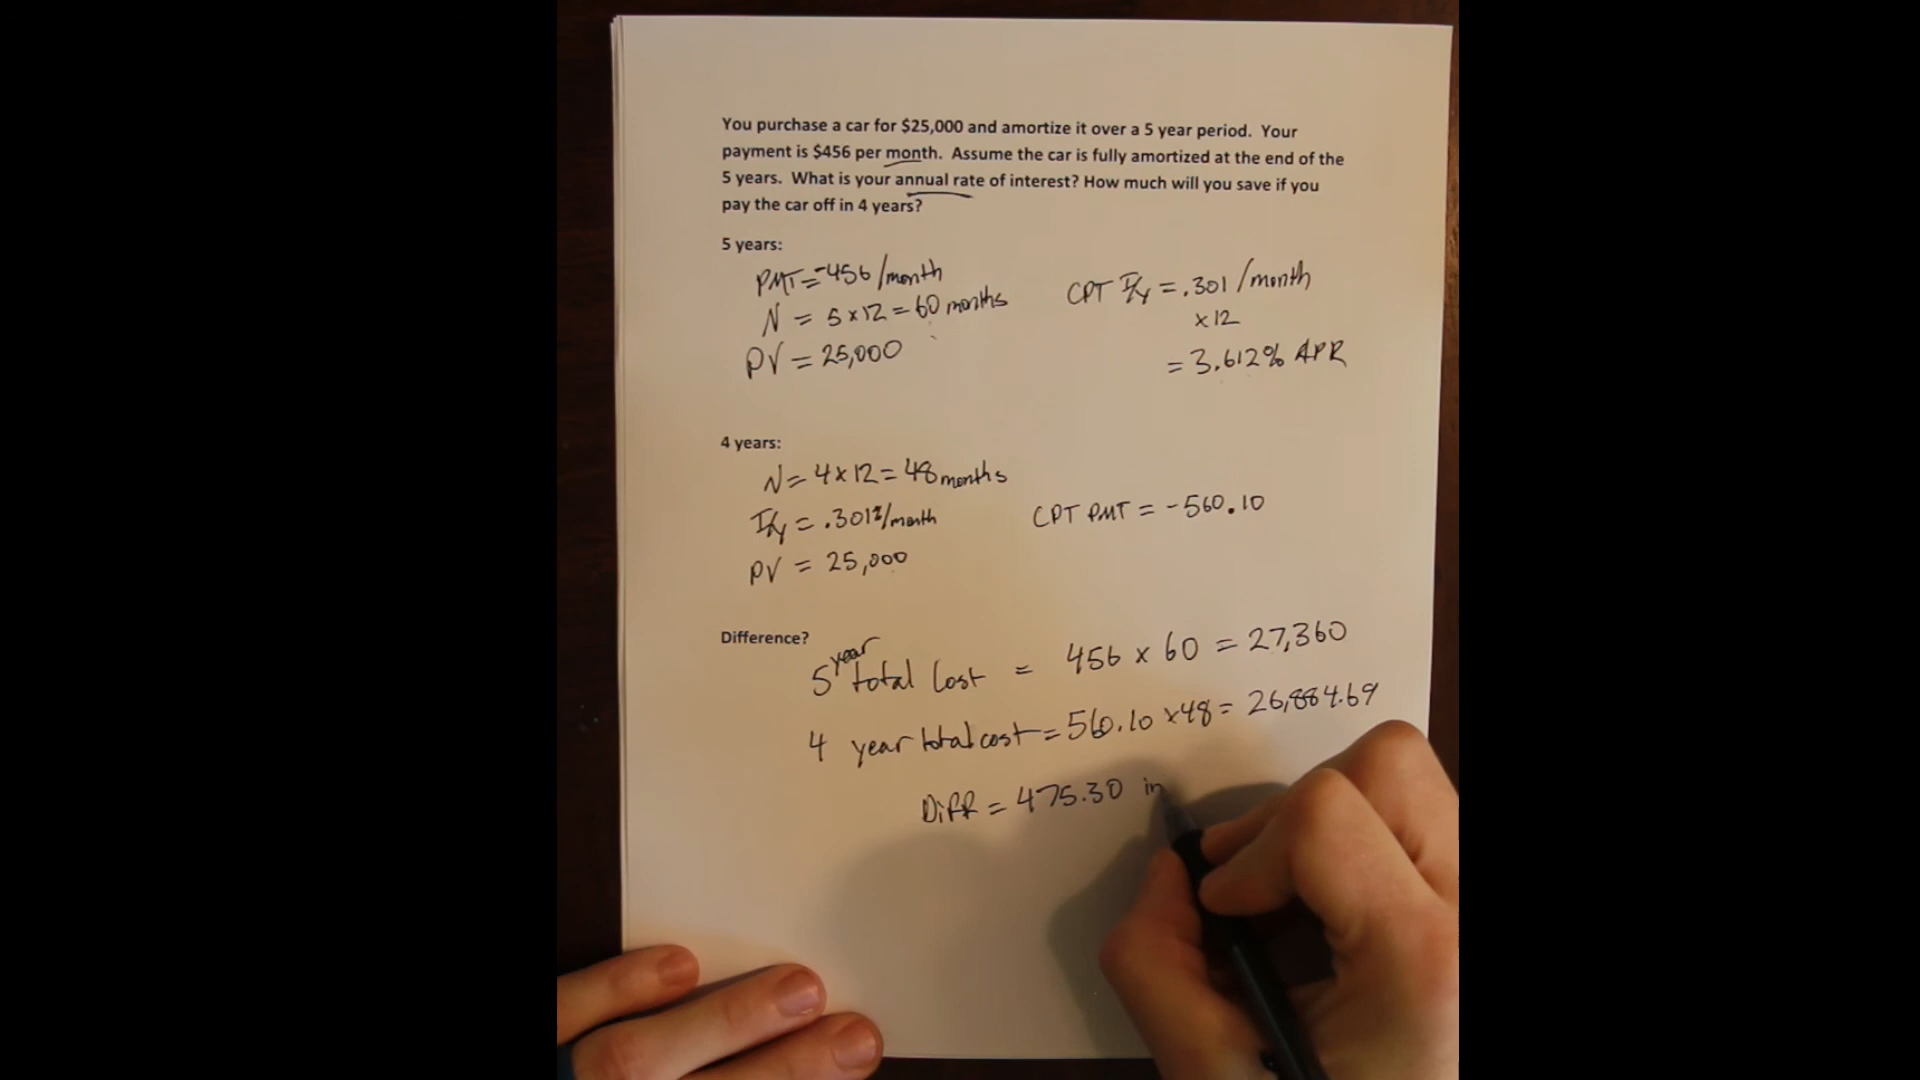 You purchase a car for $25,000 and amortize it over a 5 year period. Your
payment is $456 per month. Assume the car is fully amortized at the end of the
5 years. What is your annual rate of interest? How much will you save if you
pay the car off in 4 years?
5 years:
PMT = -456/month
N = 5 x 12 = 60 months
PV = 25,000
CPT I/Y = .301/month
x 12
= 3.612% APR
4 years:
N = 4 x 12 = 48 months
I/Y = .301%/month
PV = 25,000
CPT PMT = -560.10
Difference?
5 year total cost = 456 x 60 = 27,360
4 year total cost = 560.10 x 48 = 26,884.69
Diff = 475.30 in